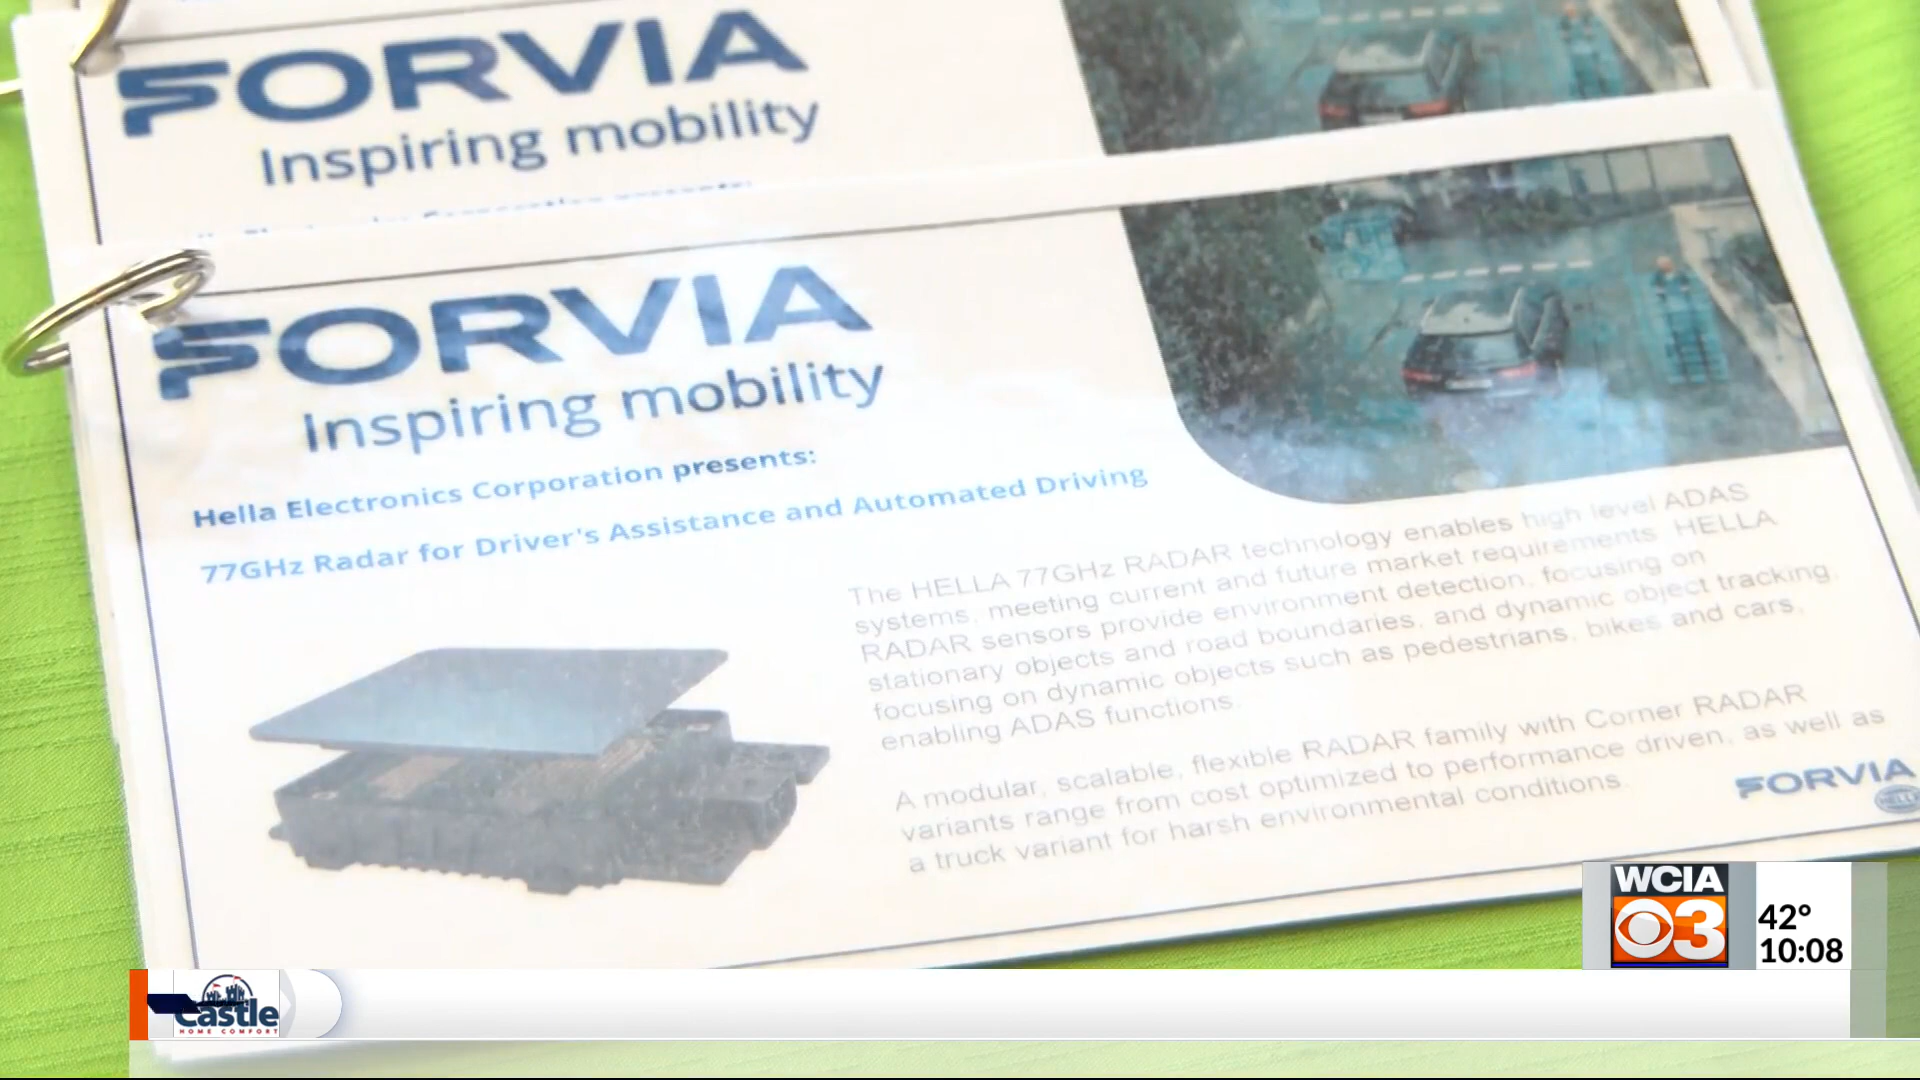 FORVIA
Inspiring mobility
FORVIA
Inspiring mobility
Hella Electronics Corporation presents:
77GHz Radar for Driver's Assistance and Automated Driving
The HELLA 77GHz RADAR technology enables high level ADAS
systems, meeting current and future market requirements. HELLA
RADAR sensors provide environment detection, focusing on
stationary objects and road boundaries, and dynamic object tracking,
focusing on dynamic objects such as pedestrians, bikes and cars,
enabling ADAS functions.
A modular, scalable, flexible RADAR family with Corner RADAR
variants range from cost optimized to performance driven, as well as
a truck variant for harsh environmental conditions.
FORVIA
HELLA
WCIA
3
42°
10:08
Castle
HOME COMFORT